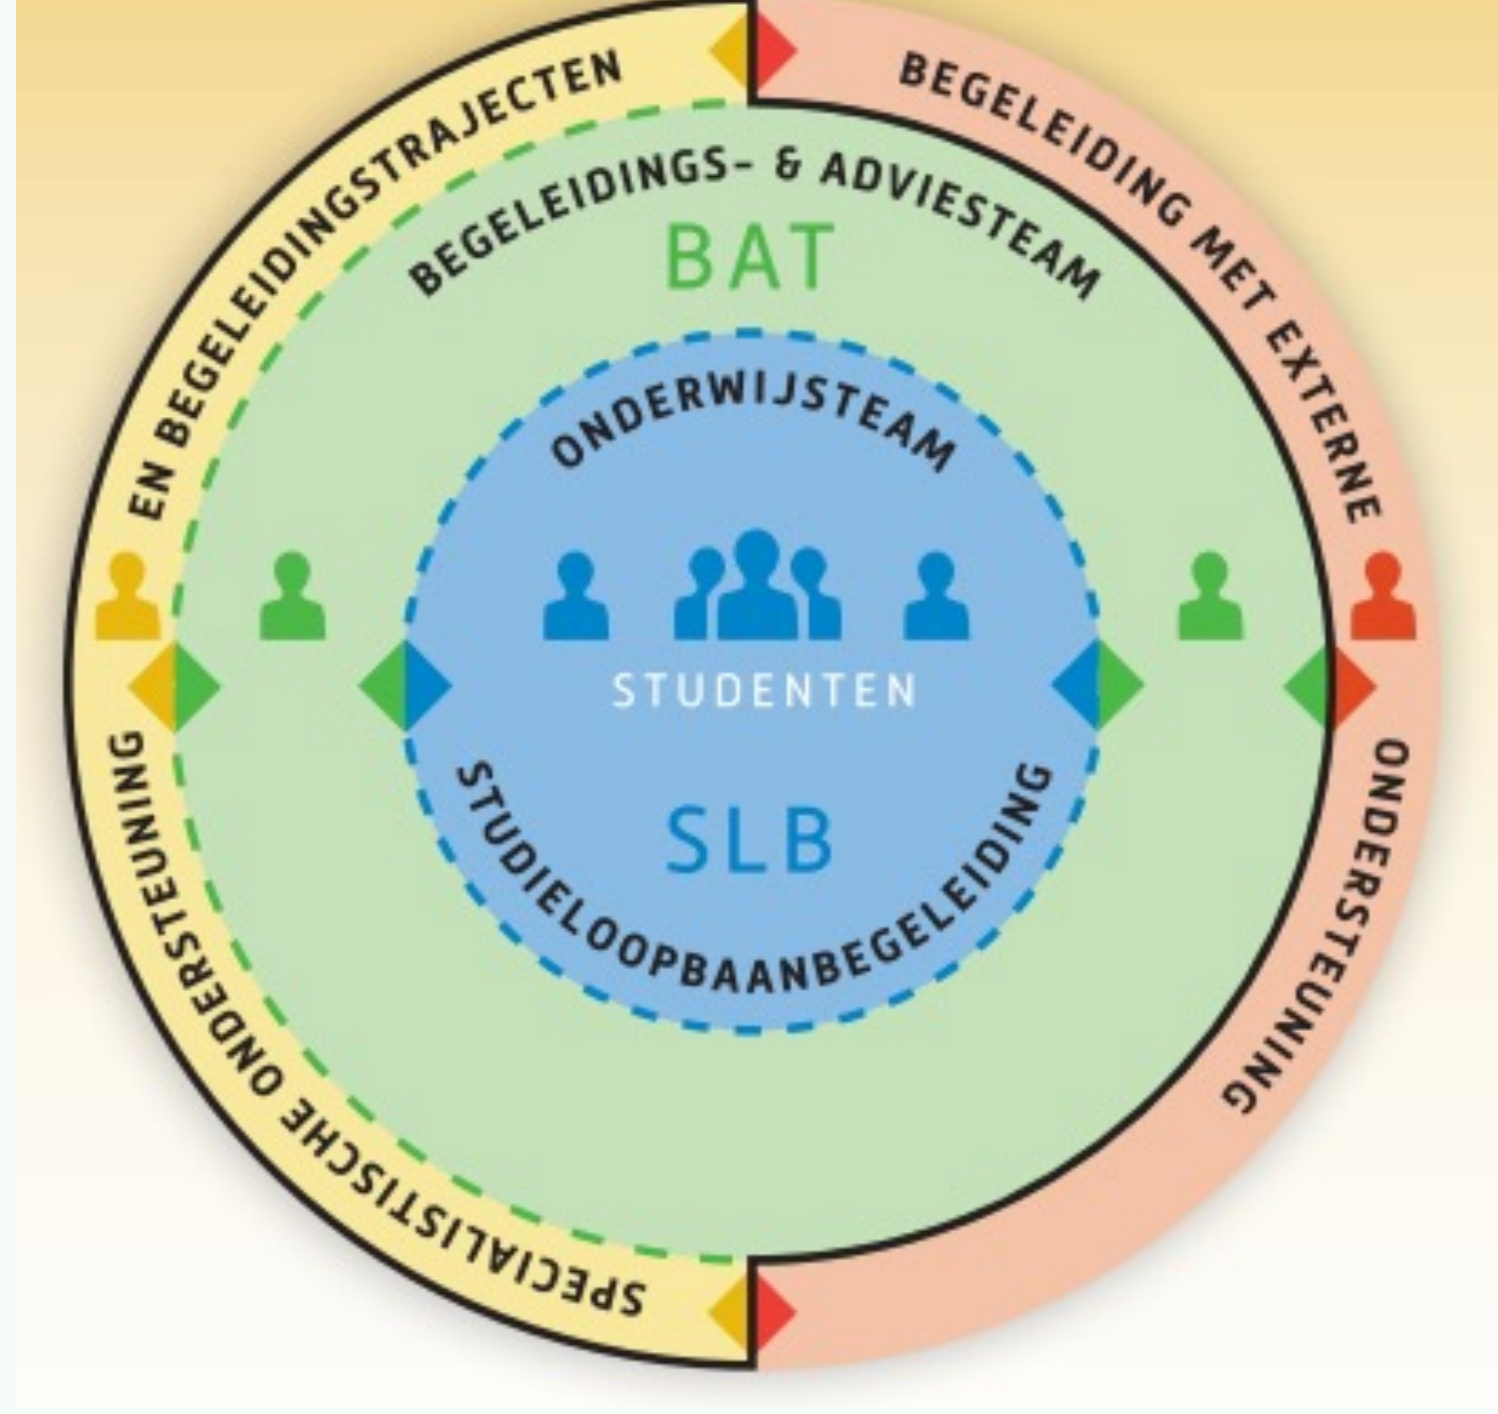 SPECIALISTISCHE ONDERSTEUNING
EN BEGELEIDINGSTRAJECTEN
BEGELEIDING MET EXTERNE
ONDERSTEUNING
BEGELEIDINGS- & ADVIESTEAM
BAT
ONDERWIJSTEAM
STUDENTEN
SLB
STUDIELOOPBAANBEGELEIDING